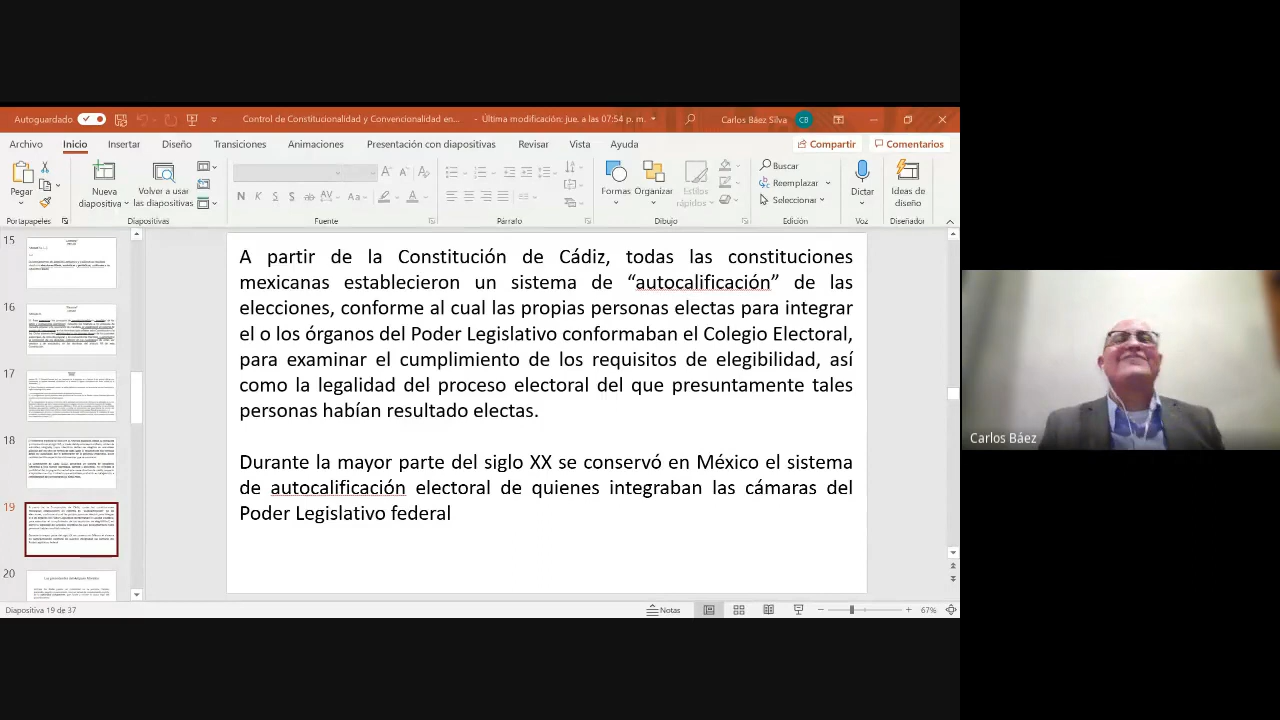 Autoguardado
Control de Constitucionalidad y Convencionalidad en... - Última modificación: jue. a las 07:54 p. m.
Carlos Báez Silva CB
Archivo Inicio Insertar Diseño Transiciones Animaciones Presentación con diapositivas Revisar Vista Ayuda Compartir Comentarios
Pegar
Nueva diapositiva
Volver a usar las diapositivas
N K S S AV Aa A
Formas Organizar Estilos rápidos
Buscar
Reemplazar
Seleccionar
Dictar
Ideas de diseño
Portapapeles Diapositivas Fuente Párrafo Dibujo Edición Voz Diseñador
15
16
17
18
19
20
A partir de la Constitución de Cádiz, todas las constituciones
mexicanas establecieron un sistema de “autocalificación” de las
elecciones, conforme al cual las propias personas electas para integrar
el o los órganos del Poder Legislativo conformaban el Colegio Electoral,
para examinar el cumplimiento de los requisitos de elegibilidad, así
como la legalidad del proceso electoral del que presuntamente tales
personas habían resultado electas.
Durante la mayor parte del siglo XX se conservó en México el sistema
de autocalificación electoral de quienes integraban las cámaras del
Poder Legislativo federal
Diapositiva 19 de 37
Notas
67%
Carlos Báez